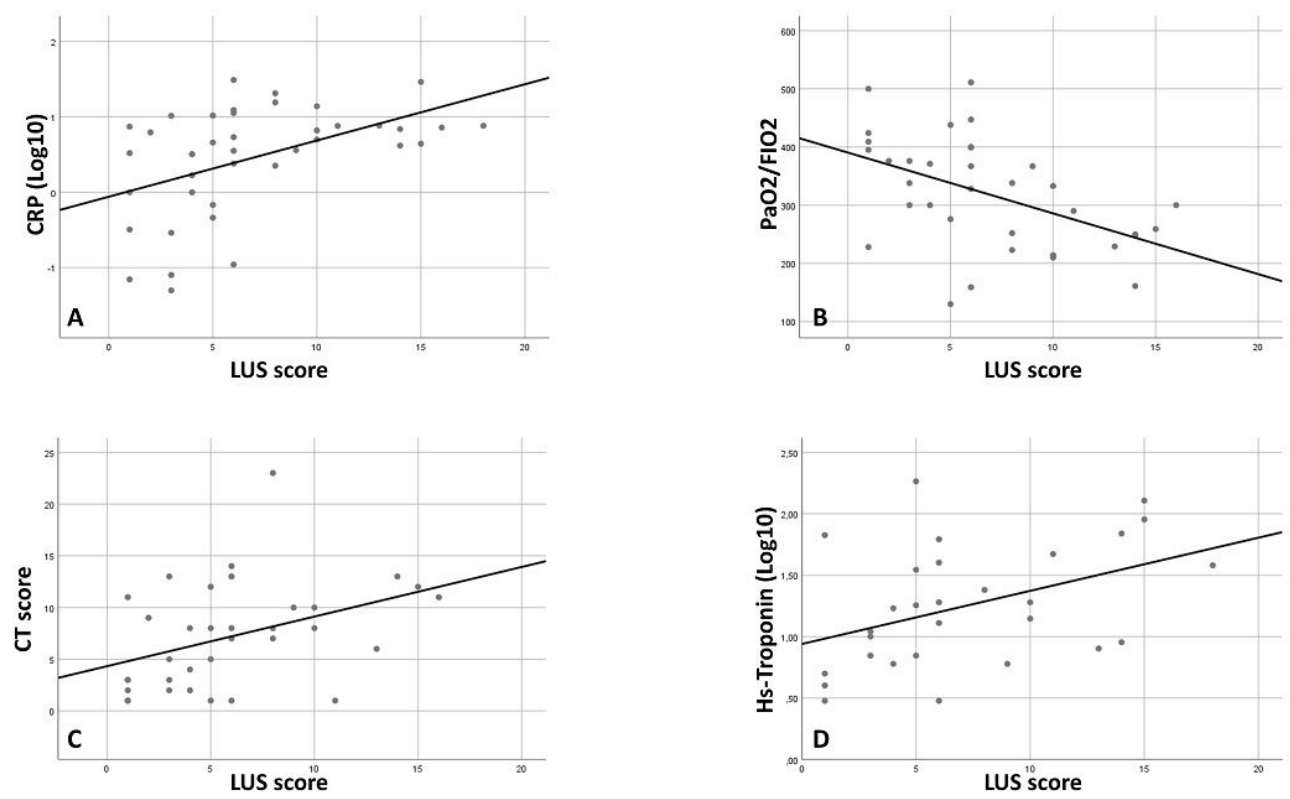 CRP (Log10)
2
1
0
-1
A
0 5 10 15 20
LUS score
PaO2/FIO2
600
500
400
300
200
100
B
0 5 10 15 20
LUS score
CT score
25
20
15
10
5
0
C
0 5 10 15 20
LUS score
Hs-Troponin (Log10)
2,50
2,00
1,50
1,00
,50
,00
D
0 5 10 15 20
LUS score